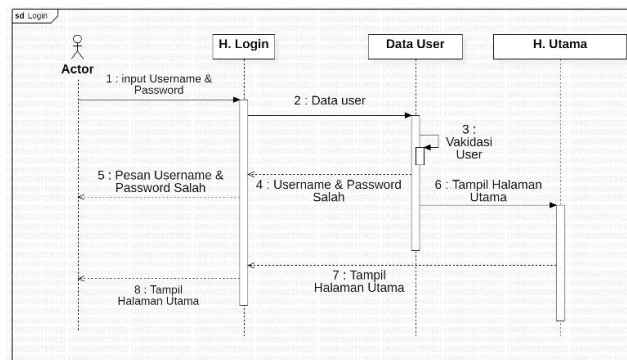 sd Login
H. Login
Data User
H. Utama
Actor
1 : input Username &
Password
2 : Data user
3 :
Vakidasi
User
5 : Pesan Username &
Password Salah
4 : Username & Password
Salah
6 : Tampil Halaman
Utama
7 : Tampil
Halaman Utama
8 : Tampil
Halaman Utama